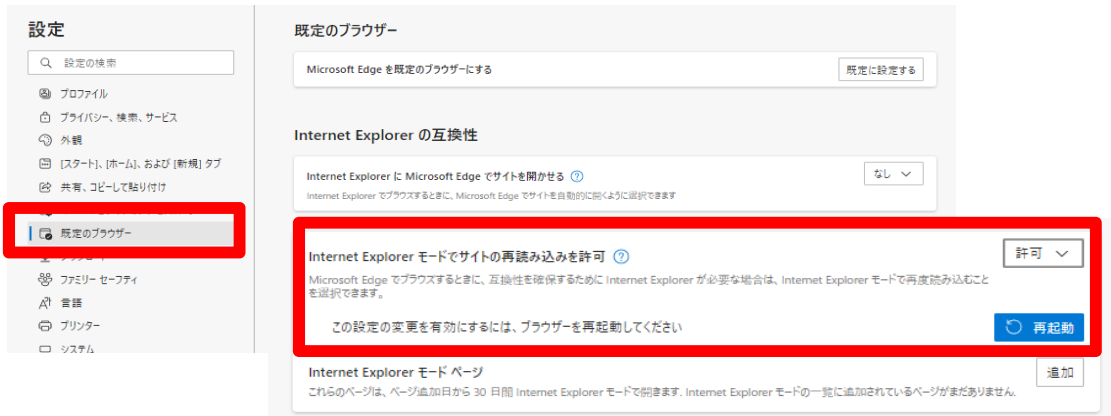 設定
設定の検索
プロファイル
プライバシー、検索、サービス
外観
[スタート]、[ホーム]、および [新規] タブ
共有、コピーして貼り付け
既定のブラウザー
ファミリー セーフティ
言語
プリンター
システム
既定のブラウザー
Microsoft Edge を既定のブラウザーにする
既定に設定する
Internet Explorer の互換性
Internet Explorer に Microsoft Edge でサイトを開かせる
なし
Internet Explorer でブラウズするときに、Microsoft Edge でサイトを自動的に開くように選択できます
Internet Explorer モードでサイトの再読み込みを許可
許可
Microsoft Edge でブラウズするときに、互換性を確保するために Internet Explorer が必要な場合は、Internet Explorer モードで再度読み込むこと
を選択できます。
この設定の変更を有効にするには、ブラウザーを再起動してください
再起動
Internet Explorer モード ページ
追加
これらのページは、ページ追加日から 30 日間 Internet Explorer モードで開きます. Internet Explorer モードの一覧に追加されているページがまだありません.